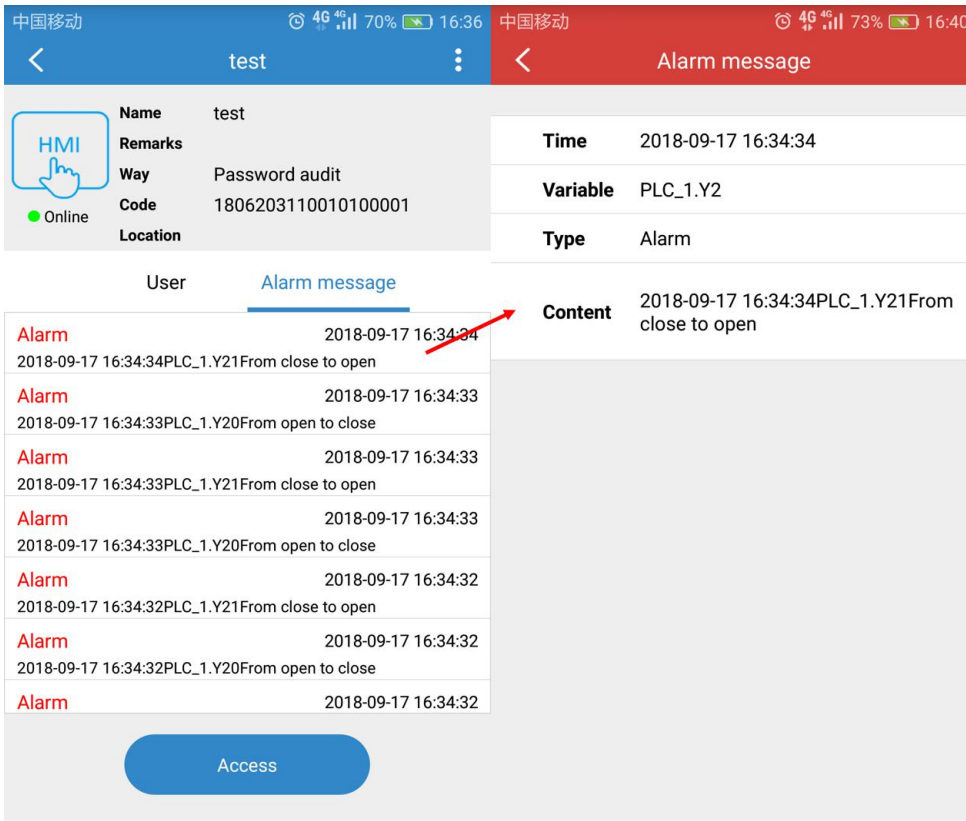 中国移动 4G 4G 70% 16:36
test
HMI
Online
Name test
Remarks
Way Password audit
Code 1806203110010100001
Location
User Alarm message
Alarm 2018-09-17 16:34:34
2018-09-17 16:34:34PLC_1.Y21From close to open
Alarm 2018-09-17 16:34:33
2018-09-17 16:34:33PLC_1.Y20From open to close
Alarm 2018-09-17 16:34:33
2018-09-17 16:34:33PLC_1.Y21From close to open
Alarm 2018-09-17 16:34:33
2018-09-17 16:34:33PLC_1.Y20From open to close
Alarm 2018-09-17 16:34:32
2018-09-17 16:34:32PLC_1.Y21From close to open
Alarm 2018-09-17 16:34:32
2018-09-17 16:34:32PLC_1.Y20From open to close
Alarm 2018-09-17 16:34:32
Access
中国移动 4G 4G 73% 16:40
Alarm message
Time 2018-09-17 16:34:34
Variable PLC_1.Y2
Type Alarm
Content 2018-09-17 16:34:34PLC_1.Y21From
close to open